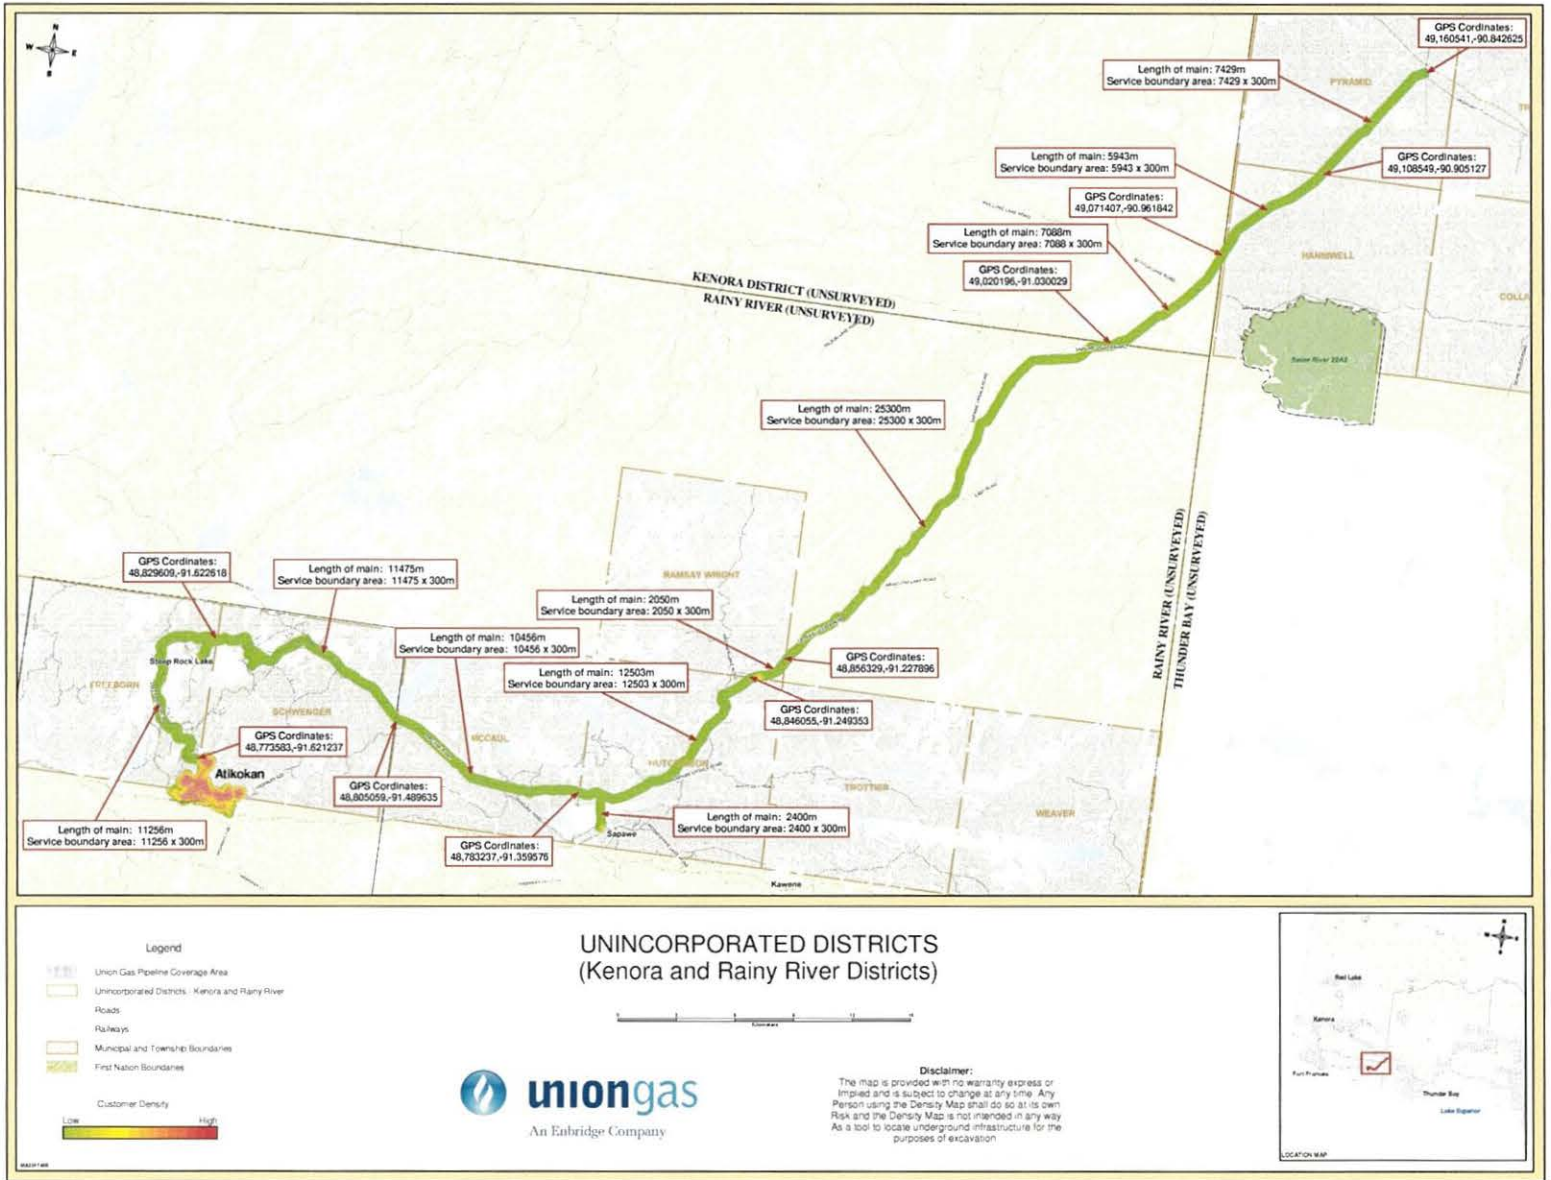 N
W E
S
GPS Cordinates:
49,160541,-90.842625
Length of main: 7429m
Service boundary area: 7429 x 300m
PYRAMID
Length of main: 5943m
Service boundary area: 5943 x 300m
GPS Cordinates:
49,108549,-90.905127
GPS Cordinates:
49,071407,-90.961842
Length of main: 7088m
Service boundary area: 7088 x 300m
HANNIWELL
GPS Cordinates:
49,020196,-91.030029
KENORA DISTRICT (UNSURVEYED)
RAINY RIVER (UNSURVEYED)
Length of main: 25300m
Service boundary area: 25300 x 300m
RAINY RIVER (UNSURVEYED)
THUNDER BAY (UNSURVEYED)
GPS Cordinates:
48,829609,-91.622618
Length of main: 11475m
Service boundary area: 11475 x 300m
RAMSAY WRIGHT
Length of main: 2050m
Service boundary area: 2050 x 300m
Length of main: 10456m
Service boundary area: 10456 x 300m
Length of main: 12503m
Service boundary area: 12503 x 300m
GPS Cordinates:
48,856329,-91.227896
Steep Rock Lake
FREEBORN
SCHWENGER
GPS Cordinates:
48,846055,-91.249353
GPS Cordinates:
48,773583,-91.621237
MCCAUL
Atikokan
GPS Cordinates:
48,805059,-91.489635
TROTTIER
WEAVER
Length of main: 11256m
Service boundary area: 11256 x 300m
Length of main: 2400m
Service boundary area: 2400 x 300m
Sapawe
GPS Cordinates:
48,783237,-91.359576
Kawene
Legend
Union Gas Pipeline Coverage Area
Unincorporated Districts - Kenora and Rainy River
Roads
Railways
Municipal and Township Boundaries
First Nation Boundaries
Customer Density
Low High
UNINCORPORATED DISTRICTS
(Kenora and Rainy River Districts)
Kilometers
uniongas
An Enbridge Company
Disclaimer:
The map is provided with no warranty express or
Implied and is subject to change at any time. Any
Person using the Density Map shall do so at its own
Risk and the Density Map is not intended in any way
As a tool to locate underground infrastructure for the
purposes of excavation
Red Lake
Kenora
Fort Frances
Thunder Bay
Lake Superior
LOCATION MAP